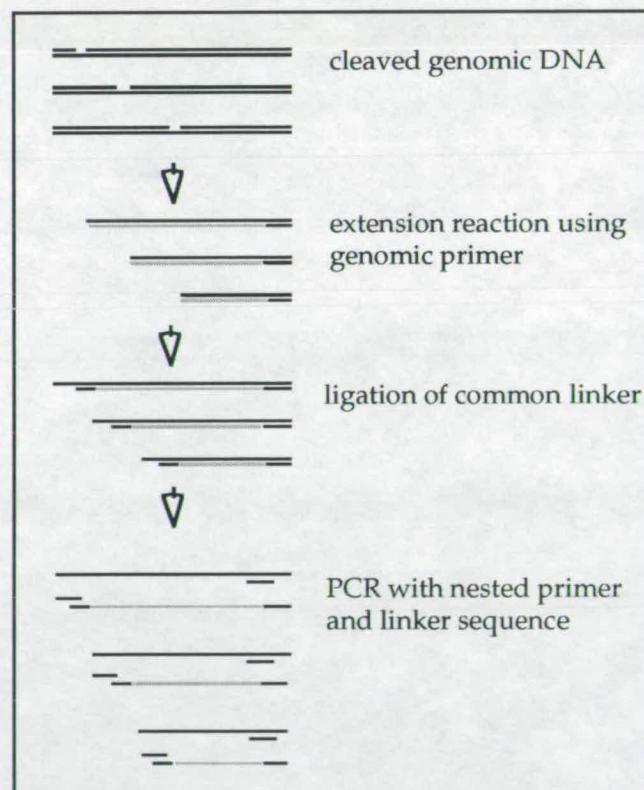 cleaved genomic DNA
extension reaction using
genomic primer
ligation of common linker
PCR with nested primer
and linker sequence